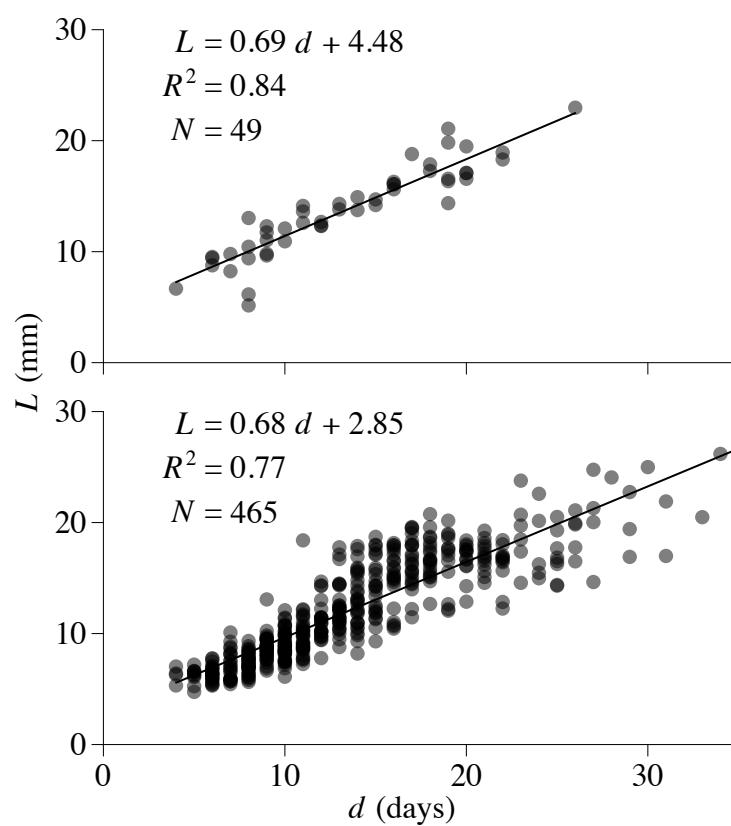 30
L = 0.69 d + 4.48
R² = 0.84
N = 49
20
10
0
L (mm)
30
L = 0.68 d + 2.85
R² = 0.77
N = 465
20
10
0
0 10 20 30
d (days)